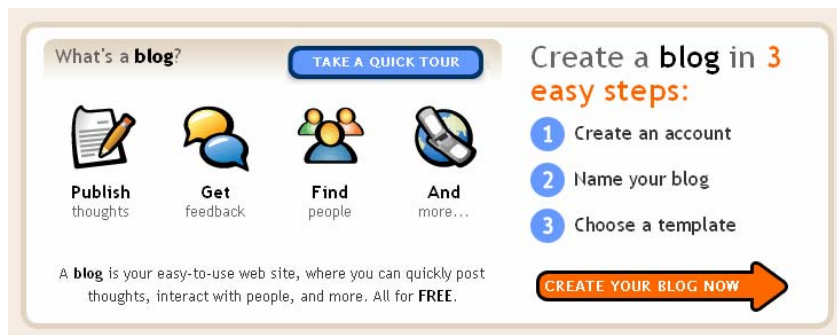 What's a blog?
TAKE A QUICK TOUR
Publish
thoughts
Get
feedback
Find
people
And
more...
A blog is your easy-to-use web site, where you can quickly post
thoughts, interact with people, and more. All for FREE.
Create a blog in 3
easy steps:
1 Create an account
2 Name your blog
3 Choose a template
CREATE YOUR BLOG NOW